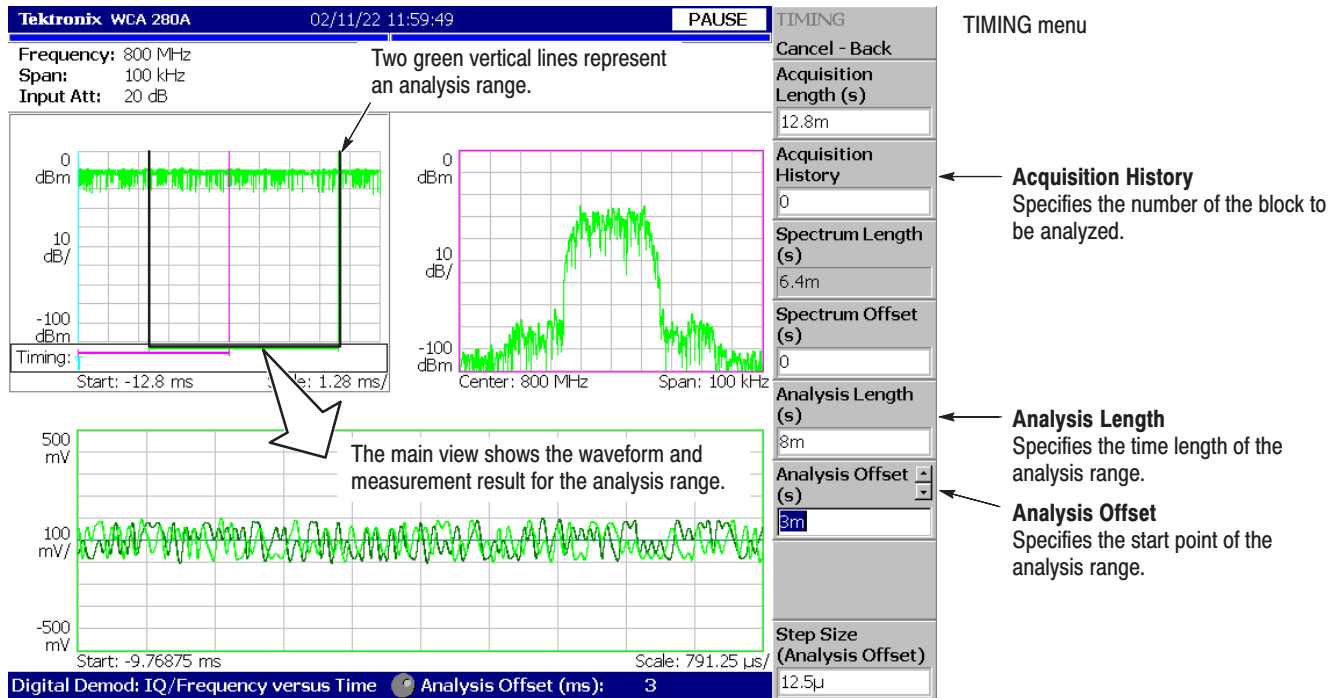 Tektronix WCA 280A 02/11/22 11:59:49 PAUSE
Frequency: 800 MHz
Span: 100 kHz
Input Att: 20 dB
Two green vertical lines represent
an analysis range.
0
dBm
10
dB/
-100
dBm
Timing:
Start: -12.8 ms 1.28 ms/
0
dBm
10
dB/
-100
dBm
Center: 800 MHz Span: 100 kHz
500
mV
100
mV/
-500
mV
The main view shows the waveform and
measurement result for the analysis range.
Start: -9.76875 ms Scale: 791.25 µs/
Digital Demod: IQ/Frequency versus Time Analysis Offset (ms): 3
TIMING
Cancel - Back
Acquisition
Length (s)
12.8m
Acquisition
History
0
Spectrum Length
(s)
6.4m
Spectrum Offset
(s)
0
Analysis Length
(s)
8m
Analysis Offset
(s)
3m
Step Size
(Analysis Offset)
12.5µ
TIMING menu
Acquisition History
Specifies the number of the block to
be analyzed.
Analysis Length
Specifies the time length of the
analysis range.
Analysis Offset
Specifies the start point of the
analysis range.